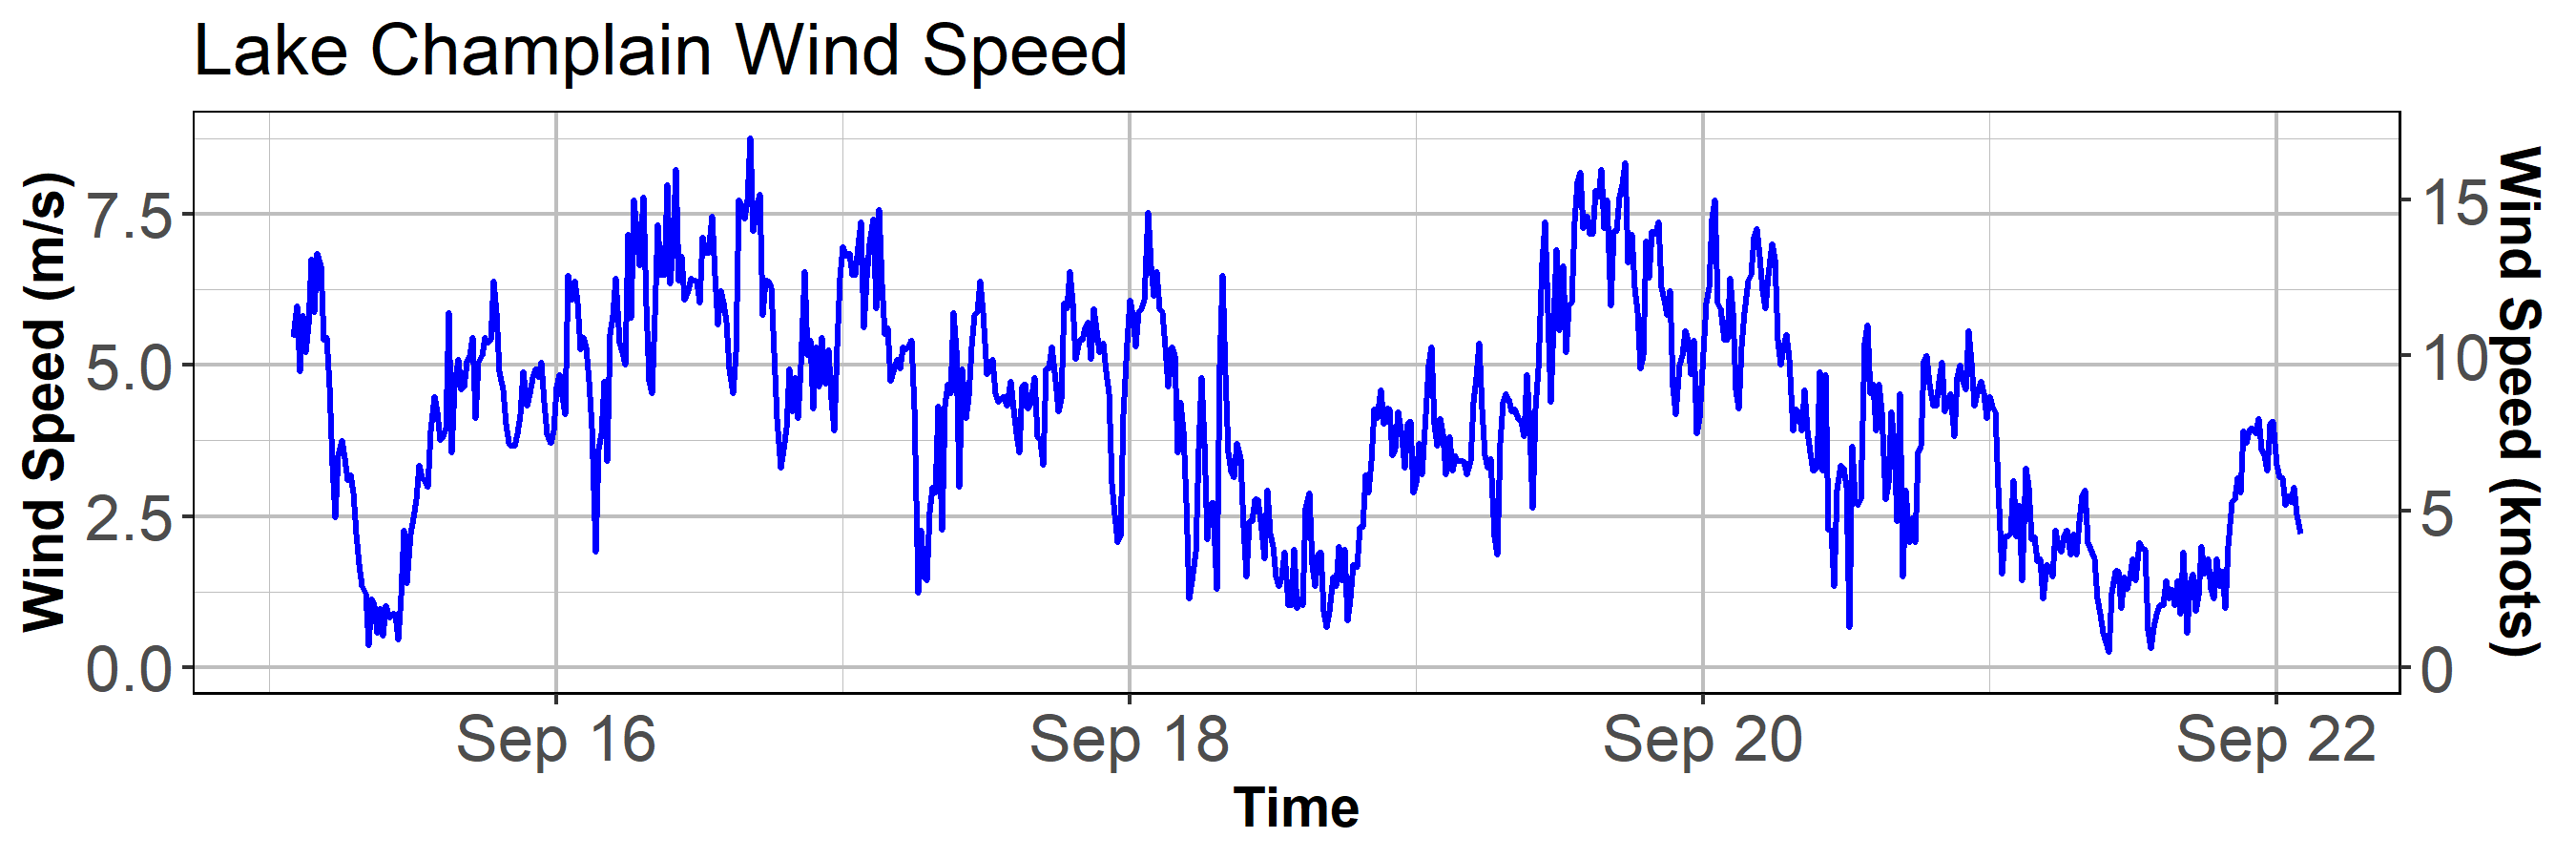 Lake Champlain Wind Speed
Wind Speed (m/s)
7.5
5.0
2.5
0.0
15
10
5
0
Wind Speed (knots)
Sep 16
Sep 18
Sep 20
Sep 22
Time